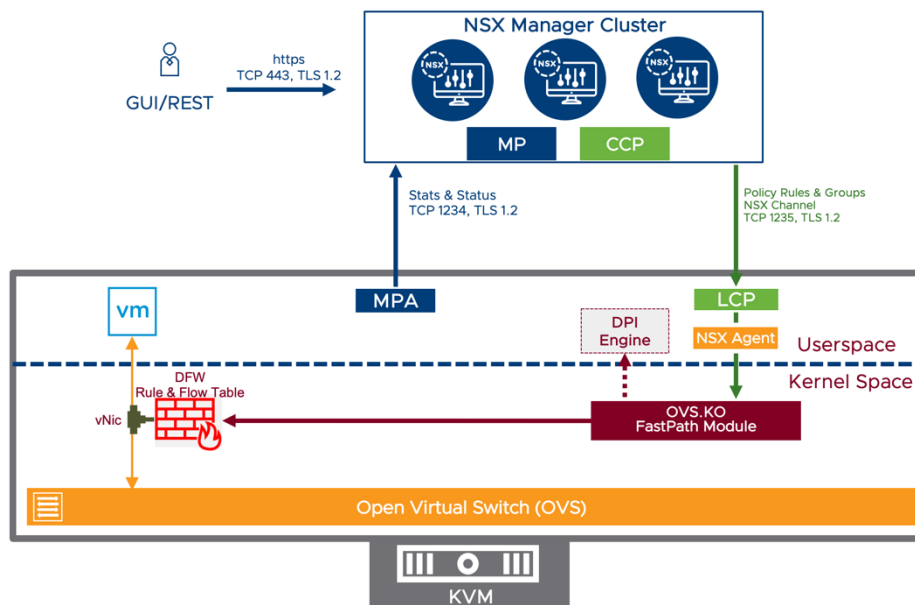 NSX Manager Cluster
https
TCP 443, TLS 1.2
GUI/REST
NSX
NSX
NSX
MP
CCP
Stats & Status
TCP 1234, TLS 1.2
Policy Rules & Groups
NSX Channel
TCP 1235, TLS 1.2
vm
MPA
LCP
DPI
Engine
NSX Agent
Userspace
Kernel Space
DFW
Rule & Flow Table
vNic
OVS.KO
FastPath Module
Open Virtual Switch (OVS)
KVM